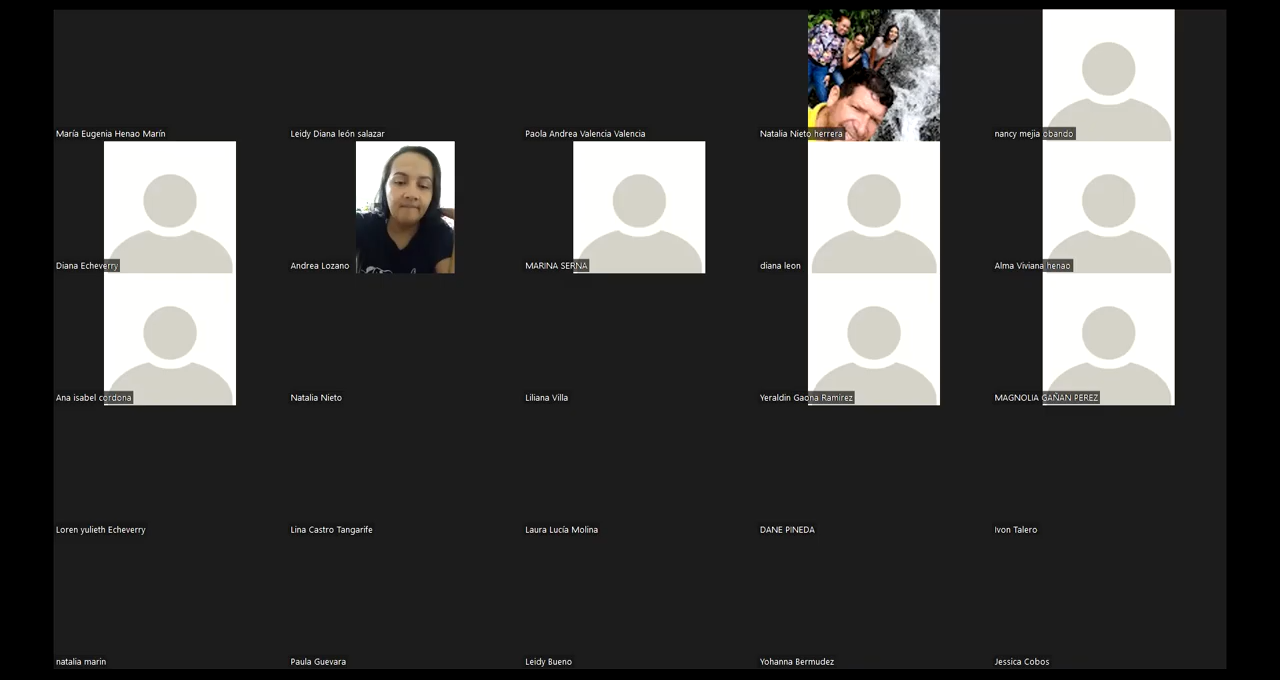 María Eugenia Henao Marín
Leidy Diana león salazar
Paola Andrea Valencia Valencia
Natalia Nieto herrera
nancy mejia obando
Diana Echeverry
Andrea Lozano
MARINA SERNA
diana leon
Alma Viviana henao
Ana isabel cordona
Natalia Nieto
Liliana Villa
Yeraldin Gaona Ramirez
MAGNOLIA GAÑAN PEREZ
Loren yulieth Echeverry
Lina Castro Tangarife
Laura Lucía Molina
DANE PINEDA
Ivon Talero
natalia marin
Paula Guevara
Leidy Bueno
Yohanna Bermudez
Jessica Cobos